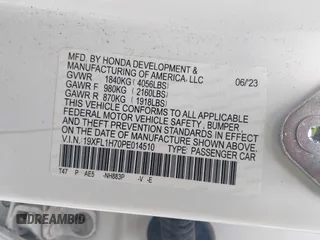 MFD. BY HONDA DEVELOPMENT &
MANUFACTURING OF AMERICA, LLC
GVWR 1840KG (4056LBS) 06/'23
GAWR F 980KG (2160LBS)
GAWR R 870KG (1918LBS)
THIS VEHICLE CONFORMS TO ALL APPLICABLE
FEDERAL MOTOR VEHICLE SAFETY, BUMPER,
AND THEFT PREVENTION STANDARDS IN EFFECT
ON THE DATE OF MANUFACTURE SHOWN ABOVE.
V.I.N. 19XFL1H70PE014510
TYPE PASSENGER CAR
T47 P AE5 -NH883P -V -E
DREAMBID